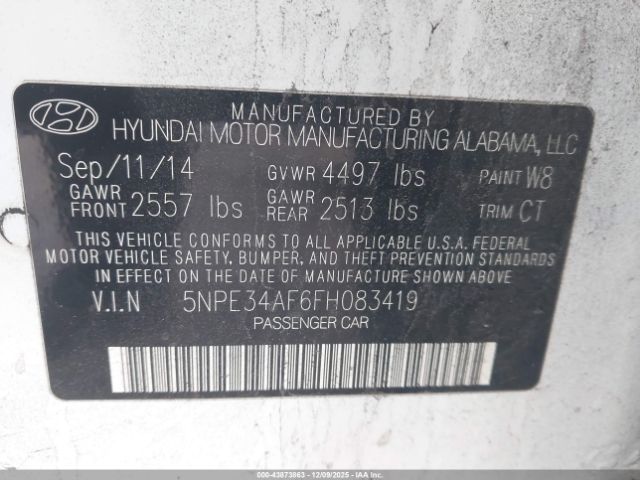 MANUFACTURED BY
HYUNDAI MOTOR MANUFACTURING ALABAMA, LLC
Sep/11/14 GVWR 4497 lbs PAINT W8
GAWR FRONT 2557 lbs GAWR REAR 2513 lbs TRIM CT
THIS VEHICLE CONFORMS TO ALL APPLICABLE U.S.A. FEDERAL
MOTOR VEHICLE SAFETY, BUMPER, AND THEFT PREVENTION STANDARDS
IN EFFECT ON THE DATE OF MANUFACTURE SHOWN ABOVE.
V.I.N 5NPE34AF6FH083419
PASSENGER CAR
000-43873863 | 12/09/2025 | COPART